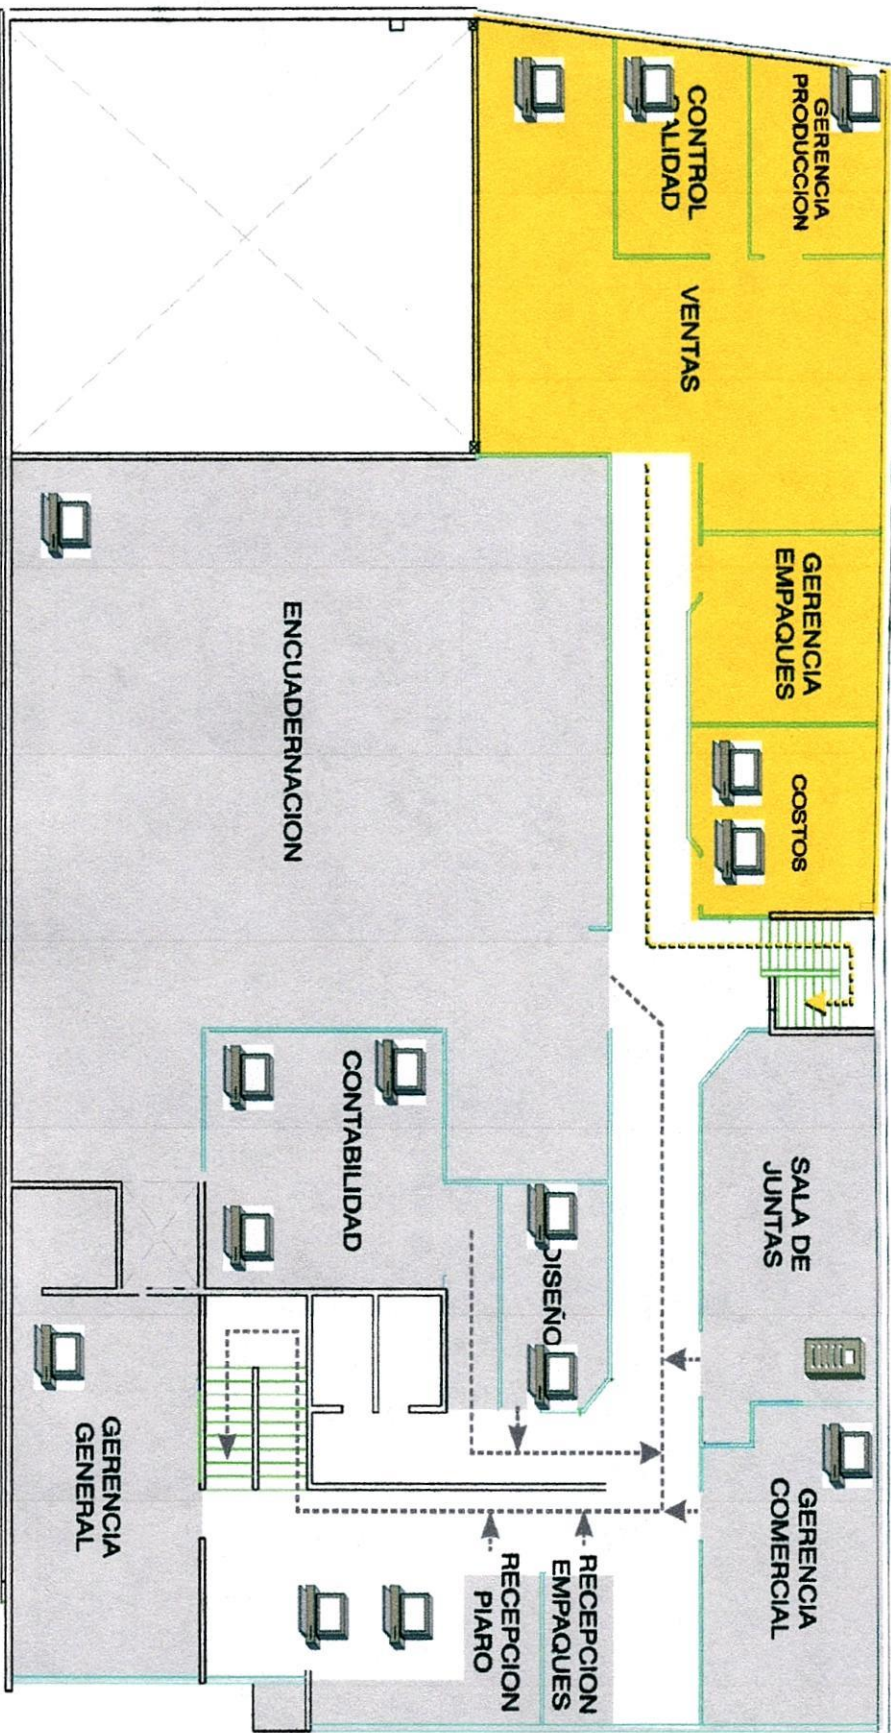 GERENCIA
PRODUCCION
CONTROL
CALIDAD
VENTAS
GERENCIA
EMPAQUES
COSTOS
SALA DE
JUNTAS
GERENCIA
COMERCIAL
ENCUADERNACION
CONTABILIDAD
DISEÑO
RECEPCION
EMPAQUES
RECEPCION
PIARO
GERENCIA
GENERAL